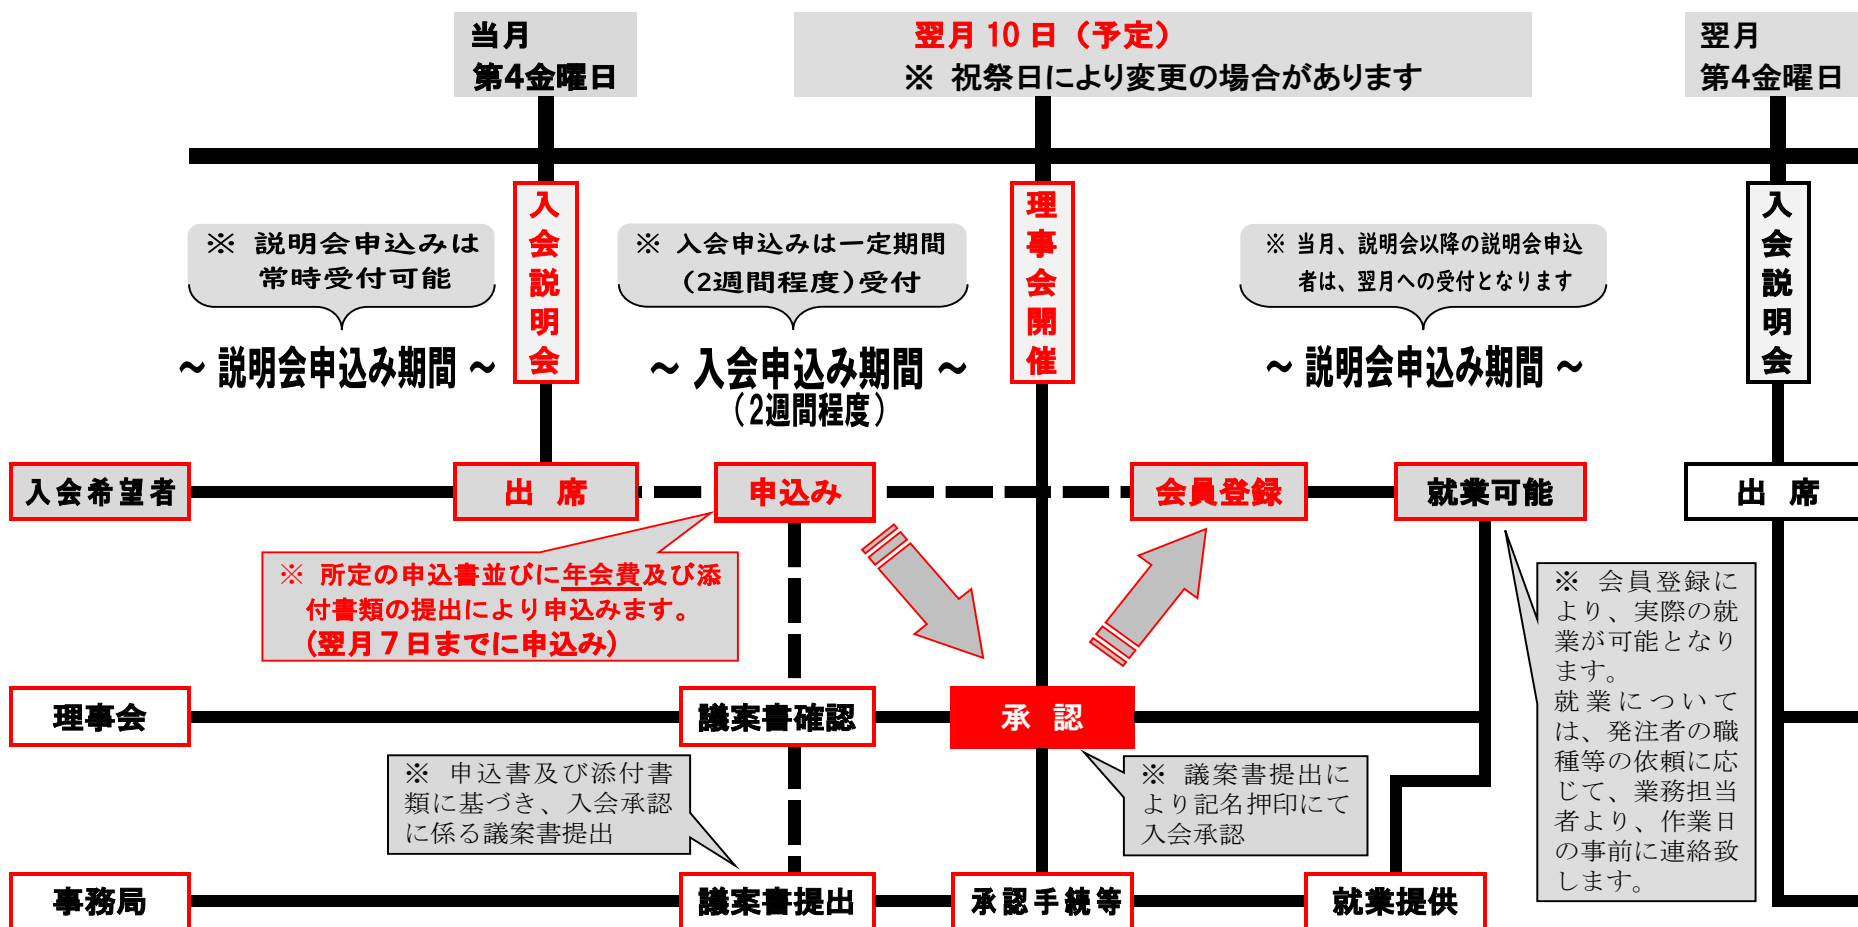 当月
第4金曜日
翌月 10 日（予定）
※ 祝祭日により変更の場合があります
翌月
第4金曜日
入会説明会
理事会開催
入会説明会
※ 説明会申込みは
常時受付可能
※ 入会申込みは一定期間
(2週間程度)受付
※ 当月、説明会以降の説明会申込
者は、翌月への受付となります
～ 説明会申込み期間 ～
～ 入会申込み期間 ～
(2週間程度)
～ 説明会申込み期間 ～
入会希望者
出 席
申込み
会員登録
就業可能
出 席
※ 所定の申込書並びに年会費及び添
付書類の提出により申込みます。
(翌月７日までに申込み)
※ 会員登録に
より、実際の就
業が可能となり
ます。
就業について
は、発注者の職
種等の依頼に応
じて、業務担当
者より、作業日
の事前に連絡致
します。
理事会
議案書確認
承 認
※ 申込書及び添付書
類に基づき、入会承認
に係る議案書提出
※ 議案書提出に
より記名押印にて
入会承認
事務局
議案書提出
承認手続等
就業提供